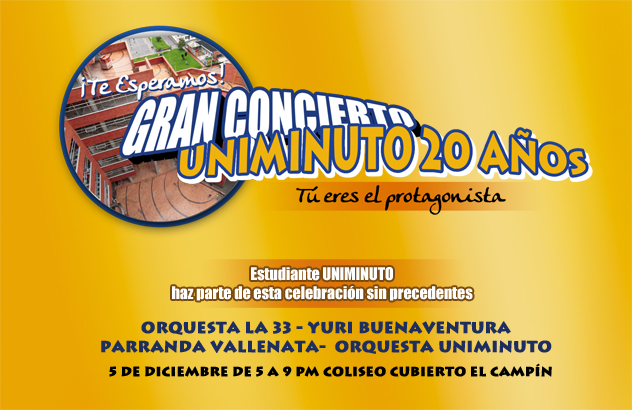 ¡Te Esperamos!
GRAN CONCIERTO
UNIMINUTO 20 AÑOS
Tú eres el protagonista
Estudiante UNIMINUTO
haz parte de esta celebración sin precedentes
ORQUESTA LA 33 - YURI BUENAVENTURA
PARRANDA VALLENATA- ORQUESTA UNIMINUTO
5 DE DICIEMBRE DE 5 A 9 PM COLISEO CUBIERTO EL CAMPÍN